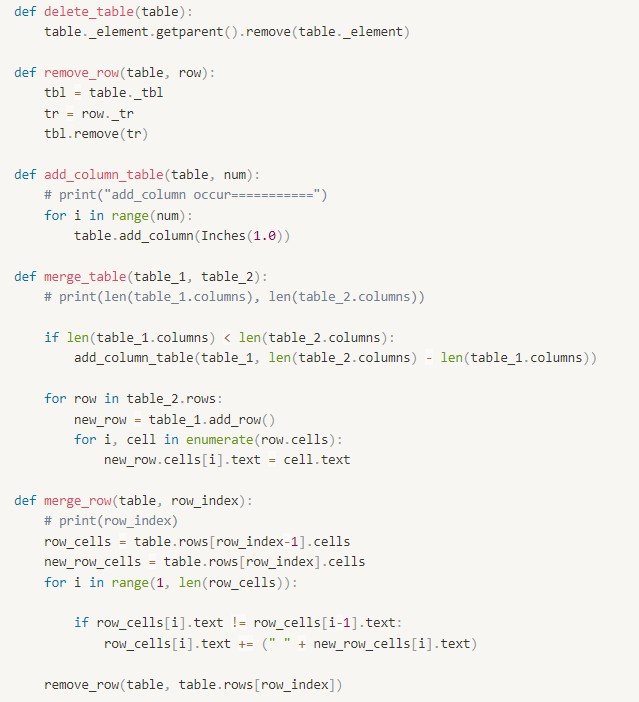 def delete_table(table):
    table._element.getparent().remove(table._element)

def remove_row(table, row):
    tbl = table._tbl
    tr = row._tr
    tbl.remove(tr)

def add_column_table(table, num):
    # print("add_column occur===========")
    for i in range(num):
        table.add_column(Inches(1.0))

def merge_table(table_1, table_2):
    # print(len(table_1.columns), len(table_2.columns))

    if len(table_1.columns) < len(table_2.columns):
        add_column_table(table_1, len(table_2.columns) - len(table_1.columns))

    for row in table_2.rows:
        new_row = table_1.add_row()
        for i, cell in enumerate(row.cells):
            new_row.cells[i].text = cell.text

def merge_row(table, row_index):
    # print(row_index)
    row_cells = table.rows[row_index-1].cells
    new_row_cells = table.rows[row_index].cells
    for i in range(1, len(row_cells)):

        if row_cells[i].text != row_cells[i-1].text:
            row_cells[i].text += (" " + new_row_cells[i].text)

    remove_row(table, table.rows[row_index])